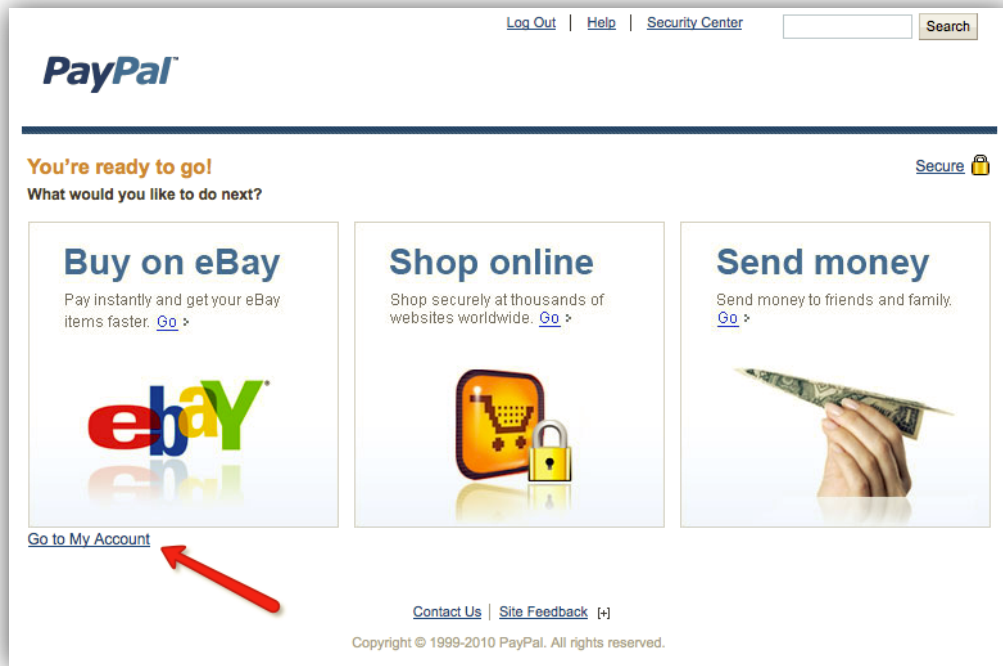 Log Out | Help | Security Center Search
PayPal™
You're ready to go!
Secure
What would you like to do next?
Buy on eBay
Pay instantly and get your eBay
items faster. Go >
Shop online
Shop securely at thousands of
websites worldwide. Go >
Send money
Send money to friends and family.
Go >
ebaY
Go to My Account
Contact Us | Site Feedback [+]
Copyright © 1999-2010 PayPal. All rights reserved.